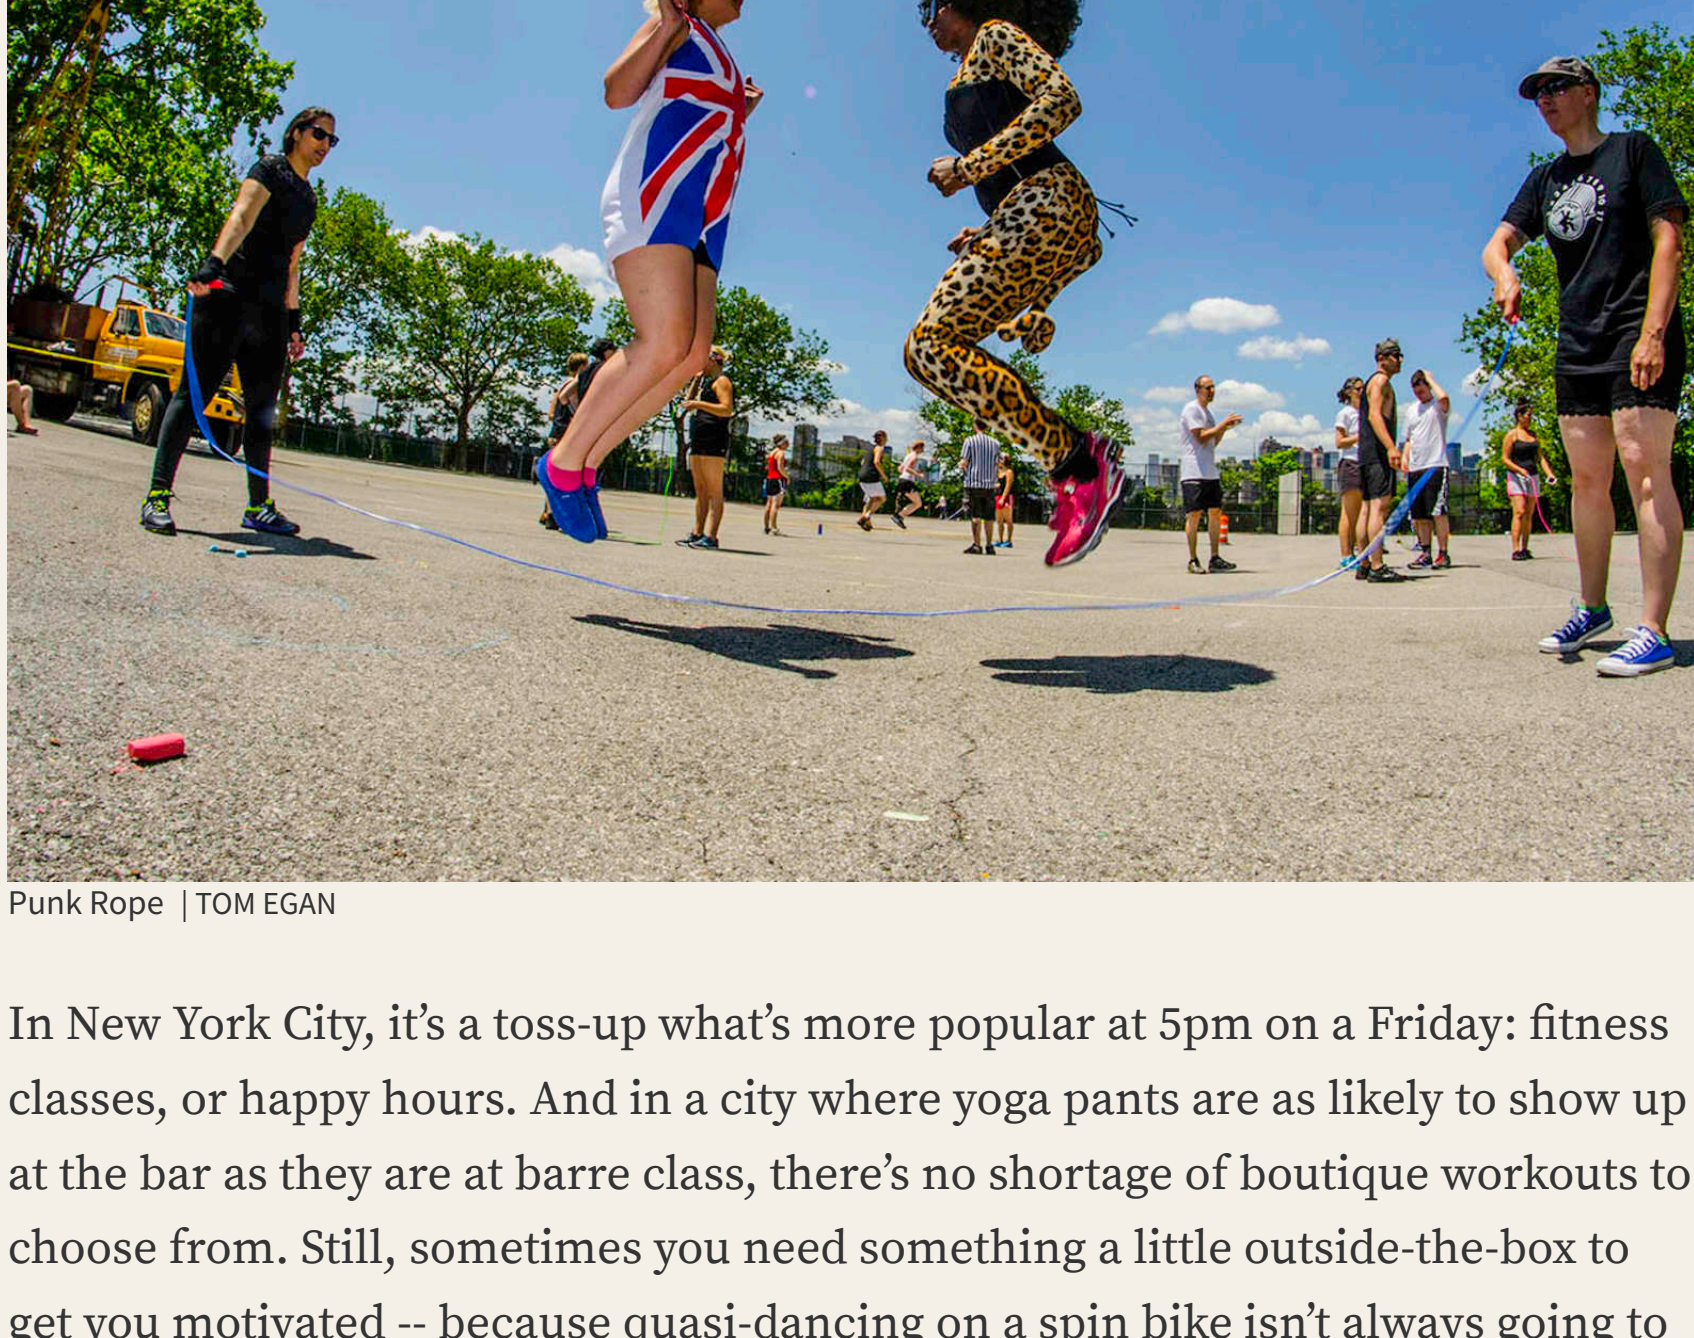 Punk Rope | TOM EGAN
In New York City, it’s a toss-up what’s more popular at 5pm on a Friday: fitness
classes, or happy hours. And in a city where yoga pants are as likely to show up
at the bar as they are at barre class, there’s no shortage of boutique workouts to
choose from. Still, sometimes you need something a little outside-the-box to
get you motivated -- because quasi-dancing on a spin bike isn’t always going to